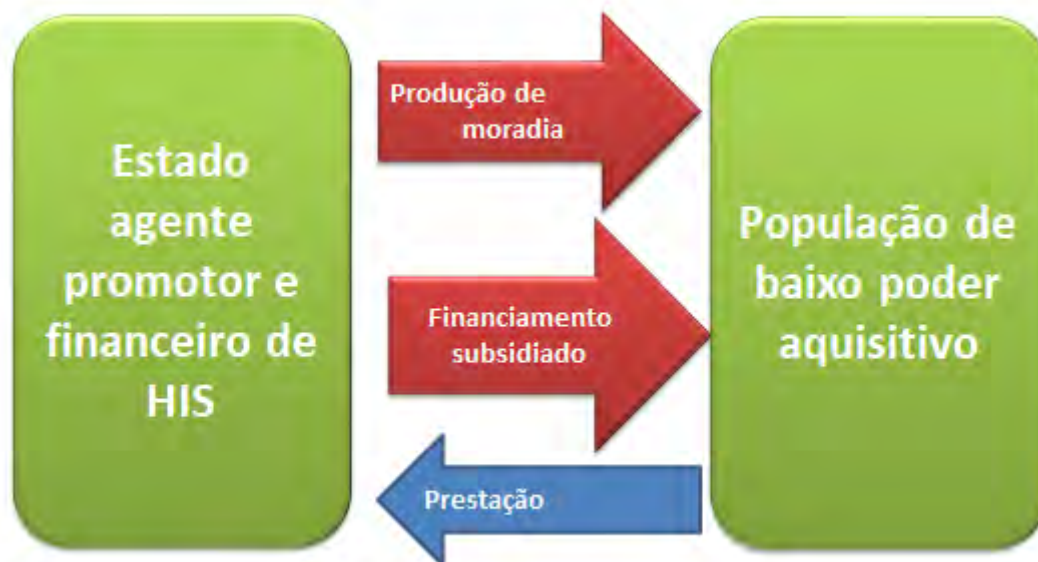 Estado
agente
promotor e
financeiro de
HIS
Produção de
moradia
Financiamento
subsidiado
Prestação
População de
baixo poder
aquisitivo